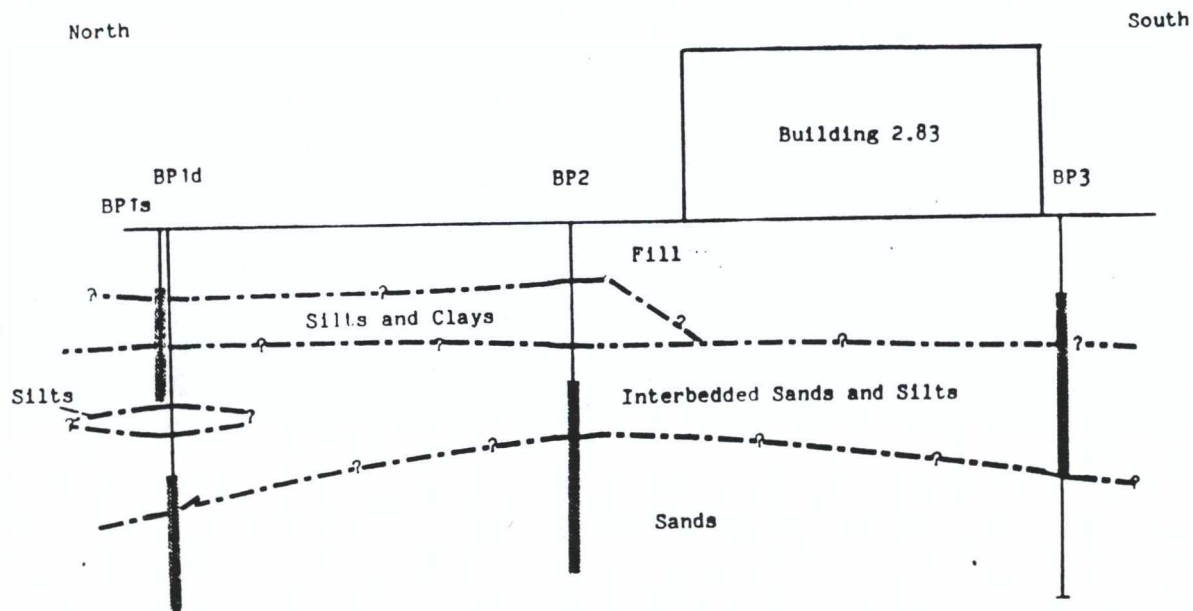 North
South
Building 2.83
BP1d
BP2
BP3
BP1s
Fill
?
?
?
Silts and Clays
?
?
?
?
Silts
Interbedded Sands and Silts
?
?
?
?
?
?
?
?
Sands